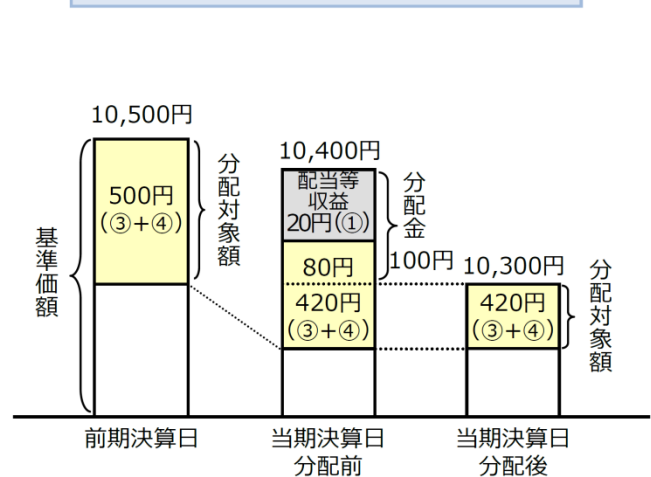 10,500円
500円
(③+④)
分配対象額
基準価額
10,400円
配当等
収益
20円(①)
80円
420円
(③+④)
分配金
100円
10,300円
420円
(③+④)
分配対象額
前期決算日
当期決算日
分配前
当期決算日
分配後